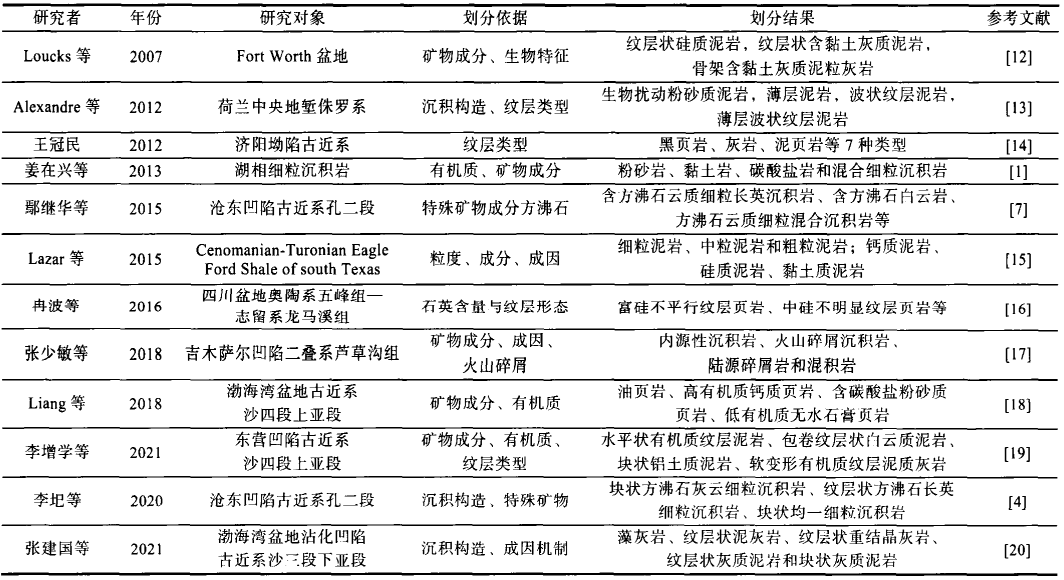 研究者 年份 研究对象 划分依据 划分结果 参考文献
Loucks 等 2007 Fort Worth 盆地 矿物成分、生物特征 纹层状硅质泥岩，纹层状含黏土灰质泥岩，
骨架含黏土灰质泥粒灰岩 [12]
Alexandre 等 2012 荷兰中央地堑侏罗系 沉积构造、纹层类型 生物扰动粉砂质泥岩，薄层泥岩，波状纹层泥岩，
薄层波状纹层泥岩 [13]
王冠民 2012 济阳坳陷古近系 纹层类型 黑页岩、灰岩、泥页岩等 7 种类型 [14]
姜在兴等 2013 湖相细粒沉积岩 有机质、矿物成分 粉砂岩、黏土岩、碳酸盐岩和混合细粒沉积岩 [1]
鄢继华等 2015 沧东凹陷古近系孔二段 特殊矿物成分方沸石 含方沸石云质细粒长英沉积岩、含方沸石白云岩、
方沸石云质细粒混合沉积岩等 [7]
Lazar 等 2015 Cenomanian-Turonian Eagle
Ford Shale of south Texas 粒度、成分、成因 细粒泥岩、中粒泥岩和粗粒泥岩；钙质泥岩、
硅质泥岩、黏土质泥岩 [15]
冉波等 2016 四川盆地奥陶系五峰组—
志留系龙马溪组 石英含量与纹层形态 富硅不平行纹层页岩、中硅不明显纹层页岩等 [16]
张少敏等 2018 吉木萨尔凹陷二叠系芦草沟组 矿物成分、成因、
火山碎屑 内源性沉积岩、火山碎屑沉积岩、
陆源碎屑岩和混积岩 [17]
Liang 等 2018 渤海湾盆地古近系
沙四段上亚段 矿物成分、有机质 油页岩、高有机质钙质页岩、含碳酸盐粉砂质
页岩、低有机质无水石膏页岩 [18]
李增学等 2021 东营凹陷古近系
沙四段上亚段 矿物成分、有机质、
纹层类型 水平状有机质纹层泥岩、包卷纹层状白云质泥岩、
块状铝土质泥岩、软变形有机质纹层泥质灰岩 [19]
李圯等 2020 沧东凹陷古近系孔二段 沉积构造、特殊矿物 块状方沸石灰云细粒沉积岩、纹层状方沸石长英
细粒沉积岩、块状均一细粒沉积岩 [4]
张建国等 2021 渤海湾盆地沾化凹陷
古近系沙三段下亚段 沉积构造、成因机制 藻灰岩、纹层状泥灰岩、纹层状重结晶灰岩、
纹层状灰质泥岩和块状灰质泥岩 [20]